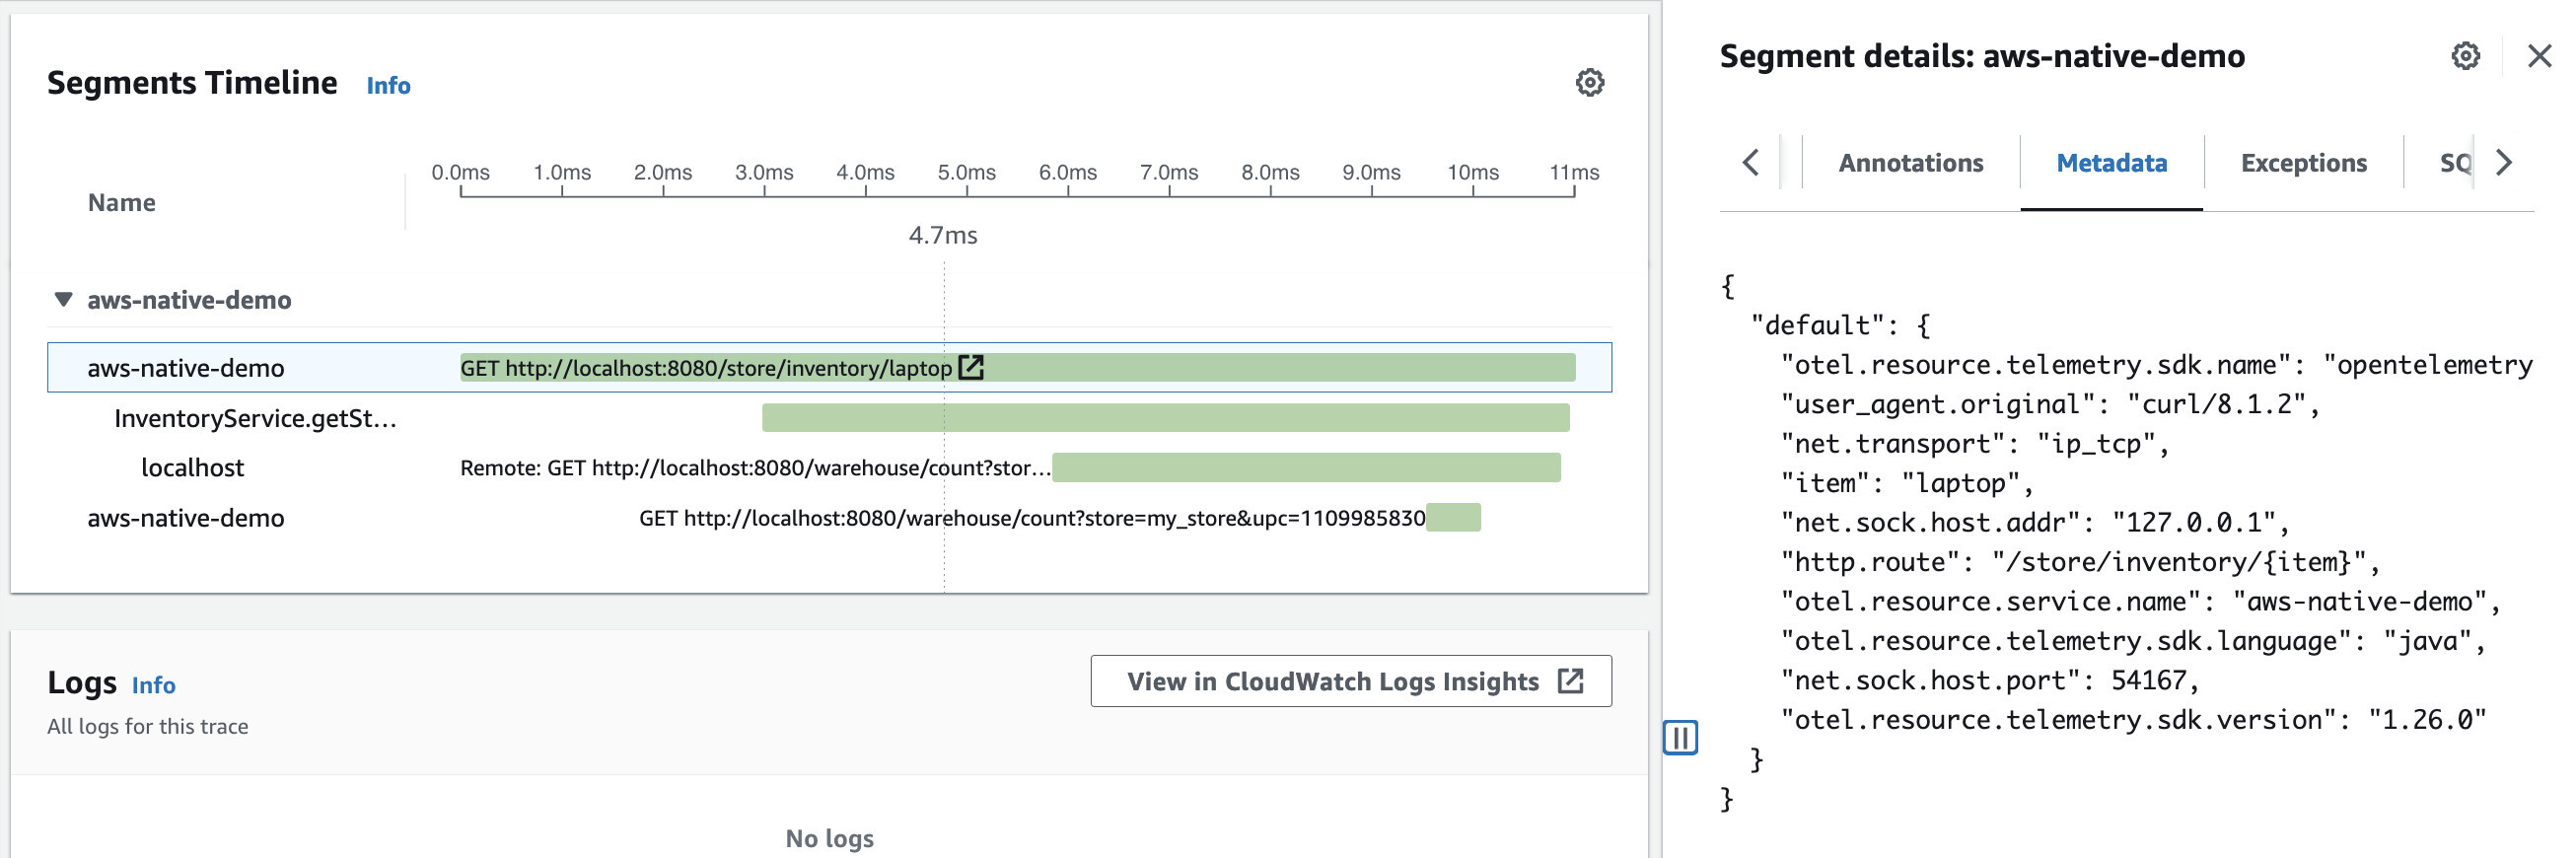 Segments Timeline Info
0.0ms 1.0ms 2.0ms 3.0ms 4.0ms 5.0ms 6.0ms 7.0ms 8.0ms 9.0ms 10ms 11ms
Name
4.7ms
aws-native-demo
aws-native-demo GET http://localhost:8080/store/inventory/laptop
InventoryService.getSt...
localhost Remote: GET http://localhost:8080/warehouse/count?stor...
aws-native-demo GET http://localhost:8080/warehouse/count?store=my_store&upc=1109985830
Logs Info
View in CloudWatch Logs Insights
All logs for this trace
No logs
Segment details: aws-native-demo
Annotations Metadata Exceptions SQ
{
"default": {
"otel.resource.telemetry.sdk.name": "opentelemetry
"user_agent.original": "curl/8.1.2",
"net.transport": "ip_tcp",
"item": "laptop",
"net.sock.host.addr": "127.0.0.1",
"http.route": "/store/inventory/{item}",
"otel.resource.service.name": "aws-native-demo",
"otel.resource.telemetry.sdk.language": "java",
"net.sock.host.port": 54167,
"otel.resource.telemetry.sdk.version": "1.26.0"
}
}